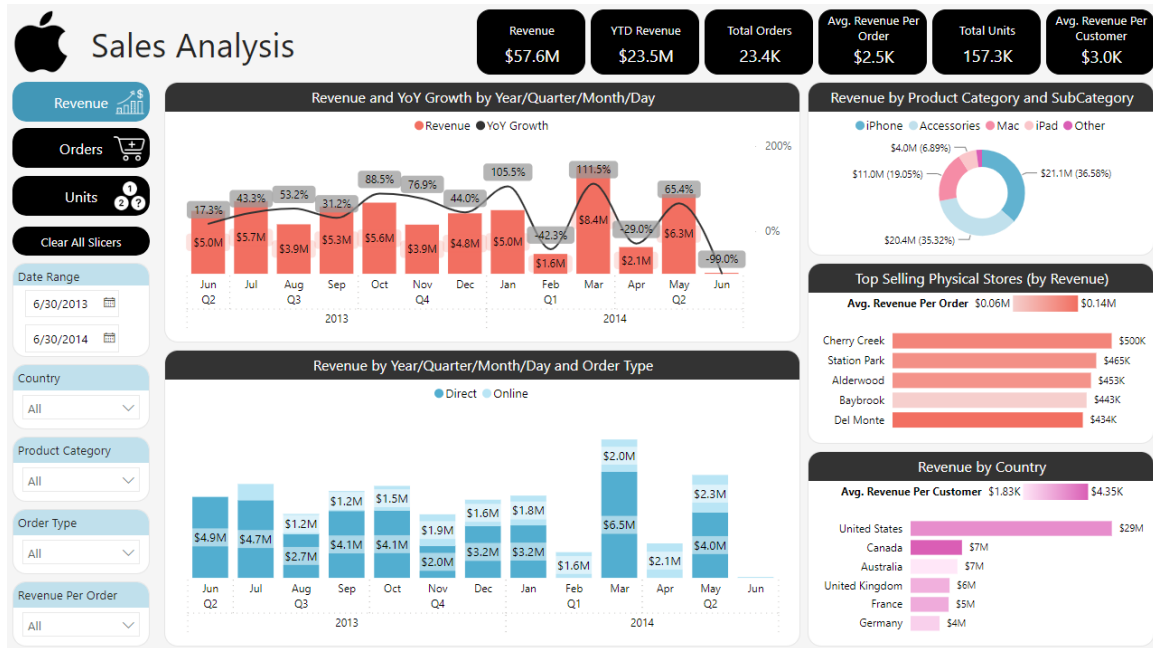 Sales Analysis
Revenue
$57.6M
YTD Revenue
$23.5M
Total Orders
23.4K
Avg. Revenue Per
Order
$2.5K
Total Units
157.3K
Avg. Revenue Per
Customer
$3.0K
Revenue
Orders
Units
Clear All Slicers
Date Range
6/30/2013
6/30/2014
Country
All
Product Category
All
Order Type
All
Revenue Per Order
All
Revenue and YoY Growth by Year/Quarter/Month/Day
Revenue YoY Growth
200%
0%
17.3% 43.3% 53.2% 31.2% 88.5% 76.9% 44.0% 105.5% -42.3% 111.5% -29.0% 65.4% -99.0%
$5.0M $5.7M $3.9M $5.3M $5.6M $3.9M $4.8M $5.0M $1.6M $8.4M $2.1M $6.3M
Jun Jul Aug Sep Oct Nov Dec Jan Feb Mar Apr May Jun
Q2 Q3 Q4 Q1 Q2
2013 2014
Revenue by Year/Quarter/Month/Day and Order Type
Direct Online
$1.2M $1.2M $1.5M $1.9M $1.6M $1.8M $1.6M $2.0M $2.1M $2.3M
$4.9M $4.7M $2.7M $4.1M $4.1M $2.0M $3.2M $3.2M $6.5M $4.0M
Jun Jul Aug Sep Oct Nov Dec Jan Feb Mar Apr May Jun
Q2 Q3 Q4 Q1 Q2
2013 2014
Revenue by Product Category and SubCategory
iPhone Accessories Mac iPad Other
$4.0M (6.89%)
$11.0M (19.05%)
$21.1M (36.58%)
$20.4M (35.32%)
Top Selling Physical Stores (by Revenue)
Avg. Revenue Per Order $0.06M $0.14M
Cherry Creek $500K
Station Park $465K
Alderwood $453K
Baybrook $443K
Del Monte $434K
Revenue by Country
Avg. Revenue Per Customer $1.83K $4.35K
United States $29M
Canada $7M
Australia $7M
United Kingdom $6M
France $5M
Germany $4M